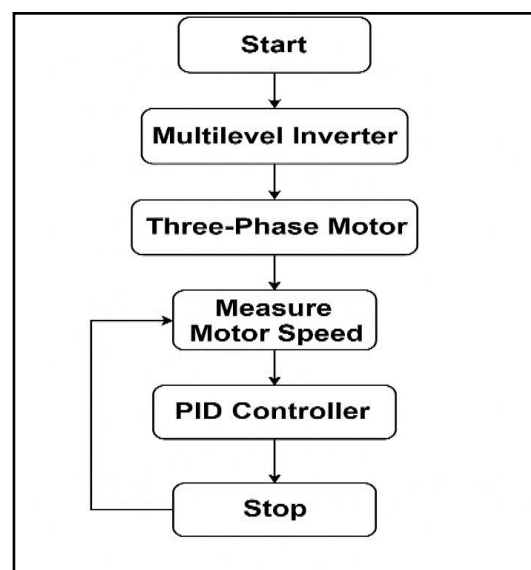 Start
Multilevel Inverter
Three-Phase Motor
Measure
Motor Speed
PID Controller
Stop